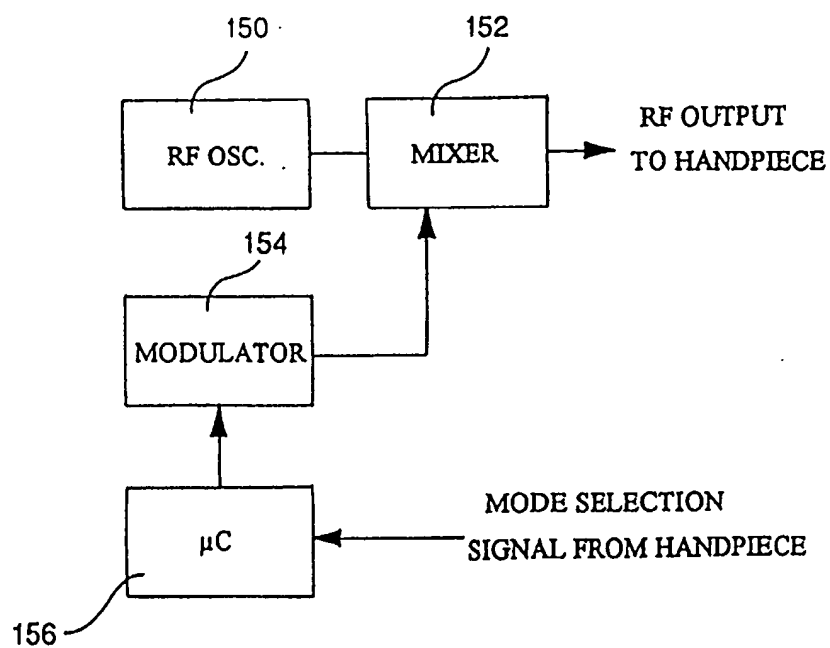 150
152
RF OSC.
MIXER
RF OUTPUT
TO HANDPIECE
154
MODULATOR
µC
MODE SELECTION
SIGNAL FROM HANDPIECE
156